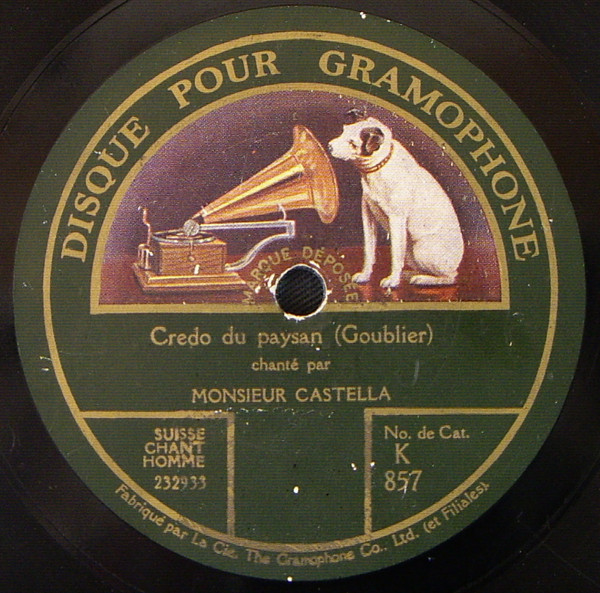 DISQUE POUR GRAMOPHONE
MARQUE DÉPOSÉE
Credo du paysan (Goublier)
chanté par
MONSIEUR CASTELLA
SUISSE
CHANT
HOMME
232933
No. de Cat.
K
857
Fabriqué par La Cie. The Gramophone Co., Ltd. (et Filiales).